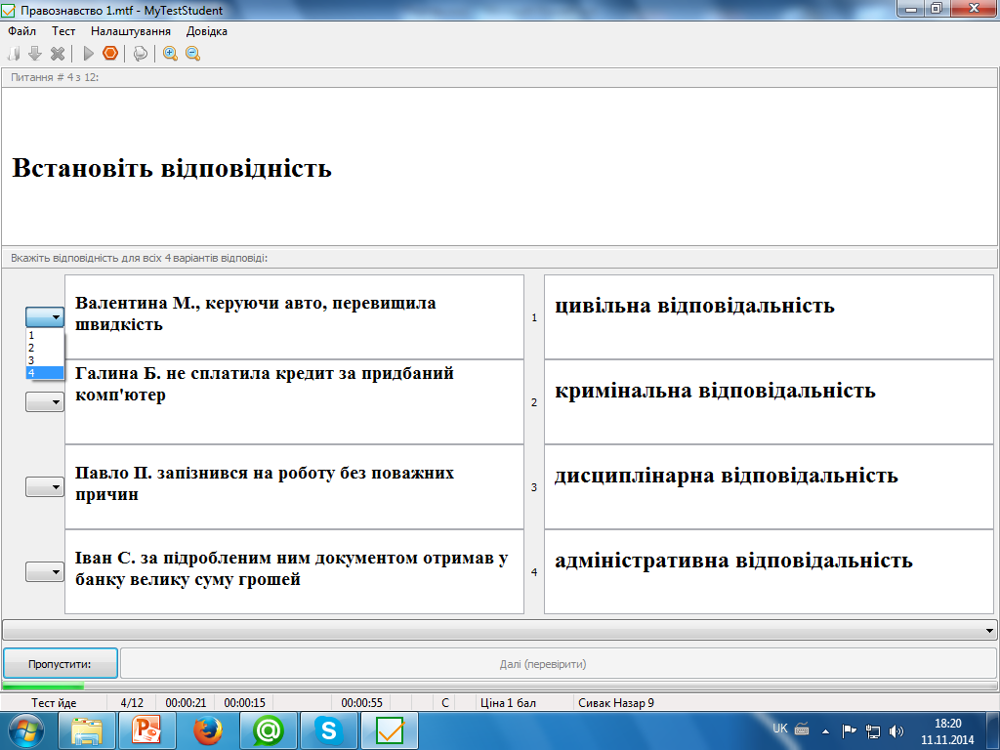 Правознавство 1.mtf - MyTestStudent
Файл Тест Налаштування Довідка
Питання # 4 з 12:
Встановіть відповідність
Вкажіть відповідність для всіх 4 варіантів відповіді:
Валентина М., керуючи авто, перевищила
швидкість
1
цивільна відповідальність
1
2
3
4
Галина Б. не сплатила кредит за придбаний
комп'ютер
2
кримінальна відповідальність
Павло П. запізнився на роботу без поважних
причин
3
дисциплінарна відповідальність
Іван С. за підробленим ним документом отримав у
банку велику суму грошей
4
адміністративна відповідальність
Пропустити:
Далі (перевірити)
Тест йде 4/12 00:00:21 00:00:15 00:00:55 С Ціна 1 бал Сивак Назар 9
UK
18:20
11.11.2014